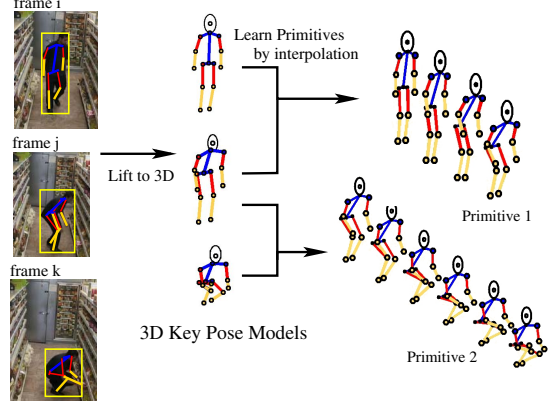 frame i
Learn Primitives
by interpolation
frame j
Lift to 3D
Primitive 1
frame k
3D Key Pose Models
Primitive 2